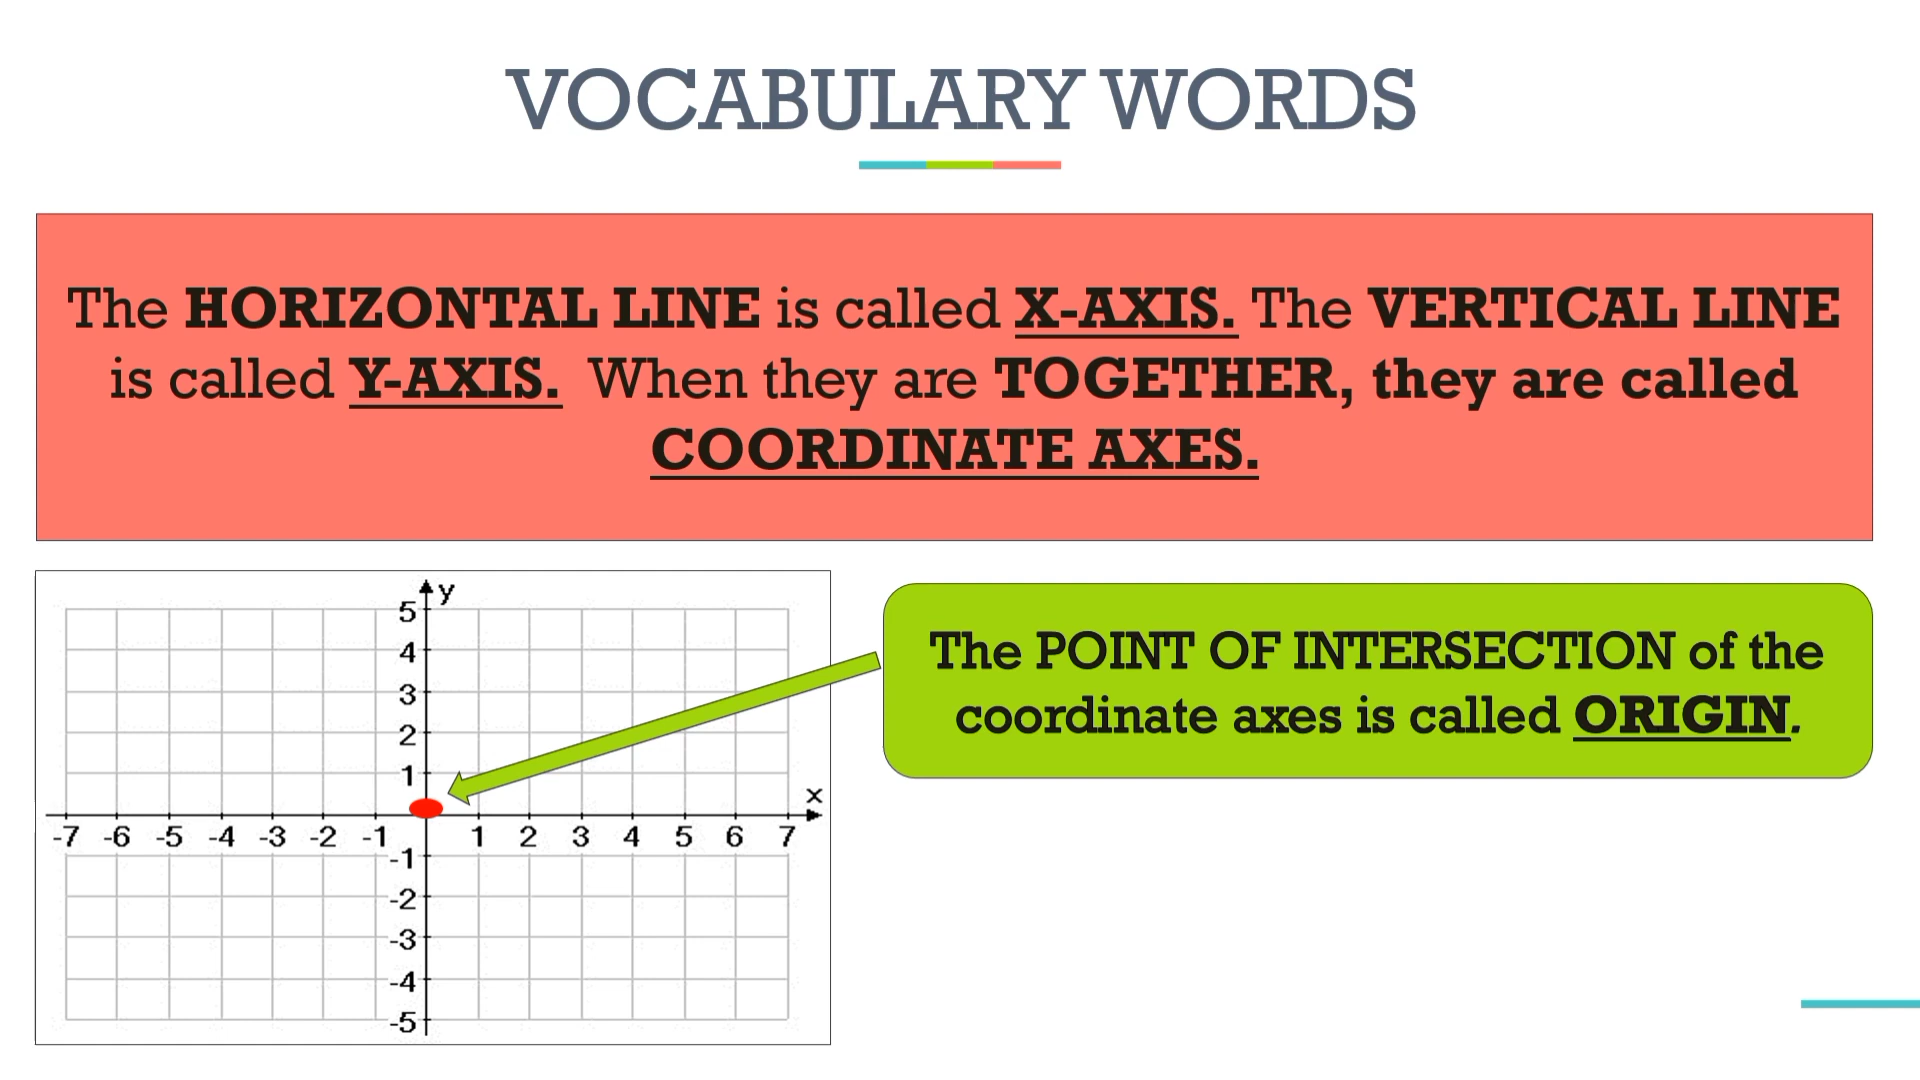 VOCABULARY WORDS
The HORIZONTAL LINE is called X-AXIS. The VERTICAL LINE
is called Y-AXIS.  When they are TOGETHER, they are called
COORDINATE AXES.
The POINT OF INTERSECTION of the
coordinate axes is called ORIGIN.
y
5
4
3
2
1
x
-7 -6 -5 -4 -3 -2 -1 1 2 3 4 5 6 7
-1
-2
-3
-4
-5